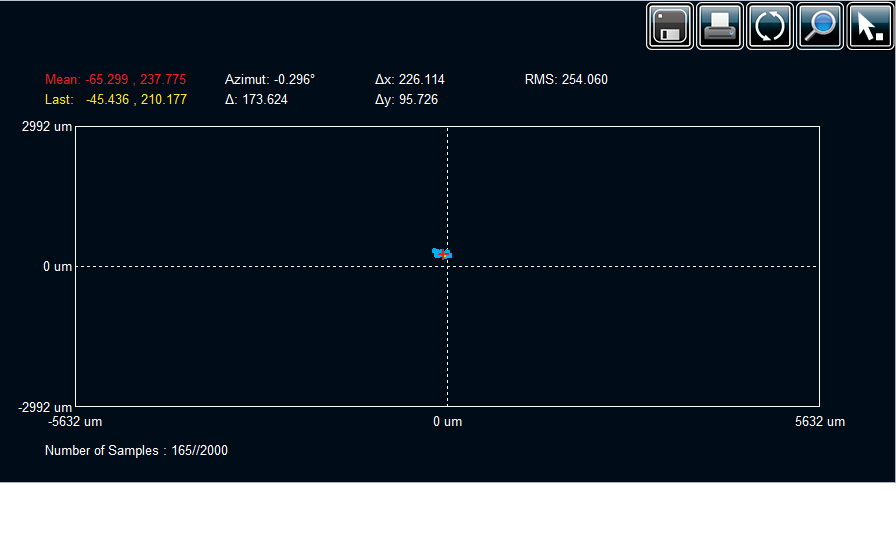 Mean: -65.299 , 237.775 Azimut: -0.296° Δx: 226.114 RMS: 254.060
Last: -45.436 , 210.177 Δ: 173.624 Δy: 95.726
2992 um
0 um
-2992 um
-5632 um 0 um 5632 um
Number of Samples : 165//2000